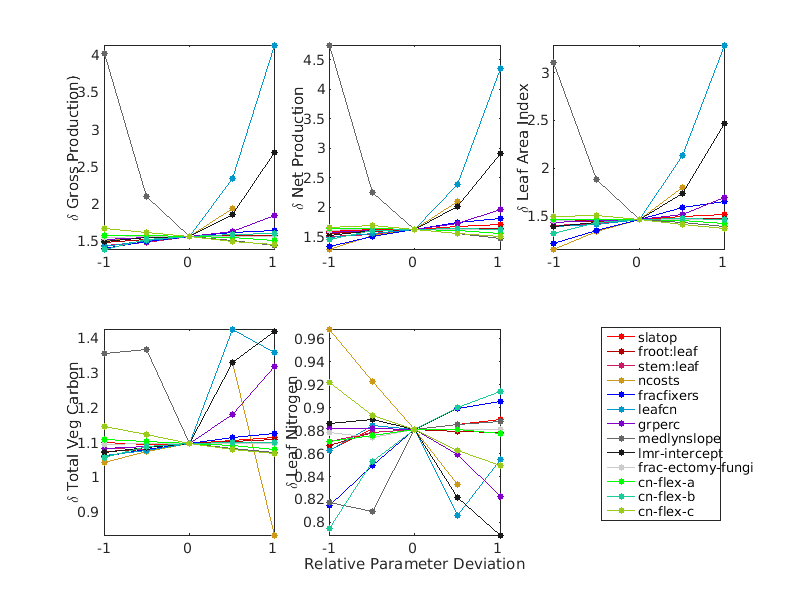 δ Gross Production)
4
3.5
3
2.5
2
1.5
-1 0 1
δ Net Production
4.5
4
3.5
3
2.5
2
1.5
-1 0 1
δ Leaf Area Index
3
2.5
2
1.5
-1 0 1
δ Total Veg Carbon
1.4
1.3
1.2
1.1
1
0.9
-1 0 1
δ Leaf Nitrogen
0.96
0.94
0.92
0.9
0.88
0.86
0.84
0.82
0.8
-1 0 1
Relative Parameter Deviation
slatop
froot:leaf
stem:leaf
ncosts
fracfixers
leafcn
grperc
medlynslope
lmr-intercept
frac-ectomy-fungi
cn-flex-a
cn-flex-b
cn-flex-c